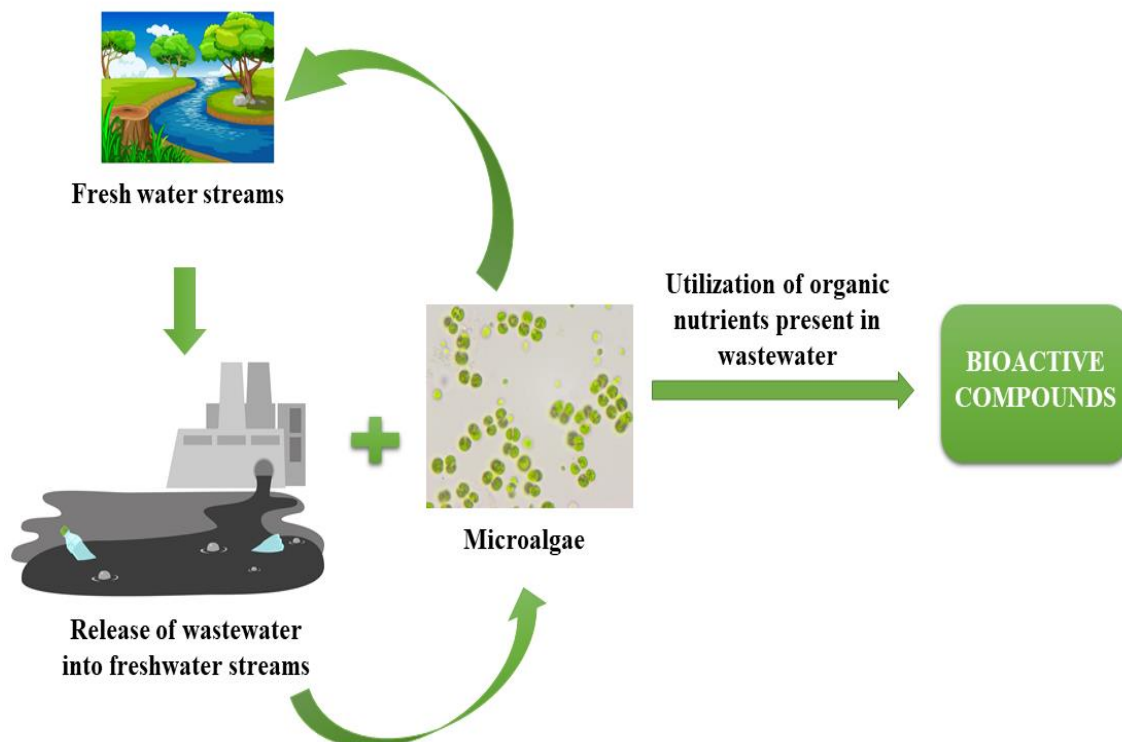 Fresh water streams
Release of wastewater
into freshwater streams
Microalgae
Utilization of organic
nutrients present in
wastewater
BIOACTIVE
COMPOUNDS